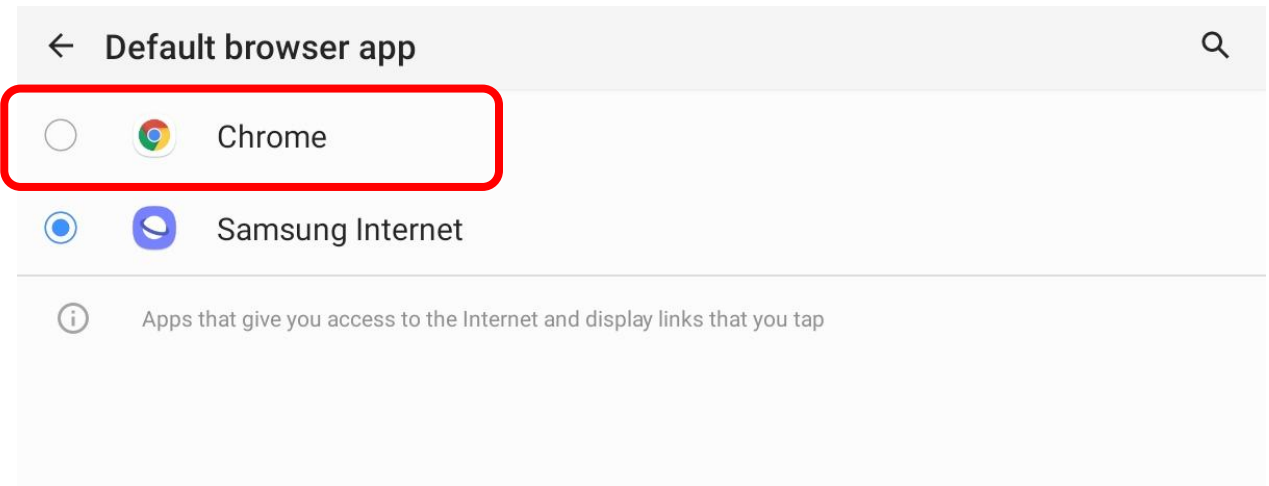 Default browser app
Chrome
Samsung Internet
Apps that give you access to the Internet and display links that you tap